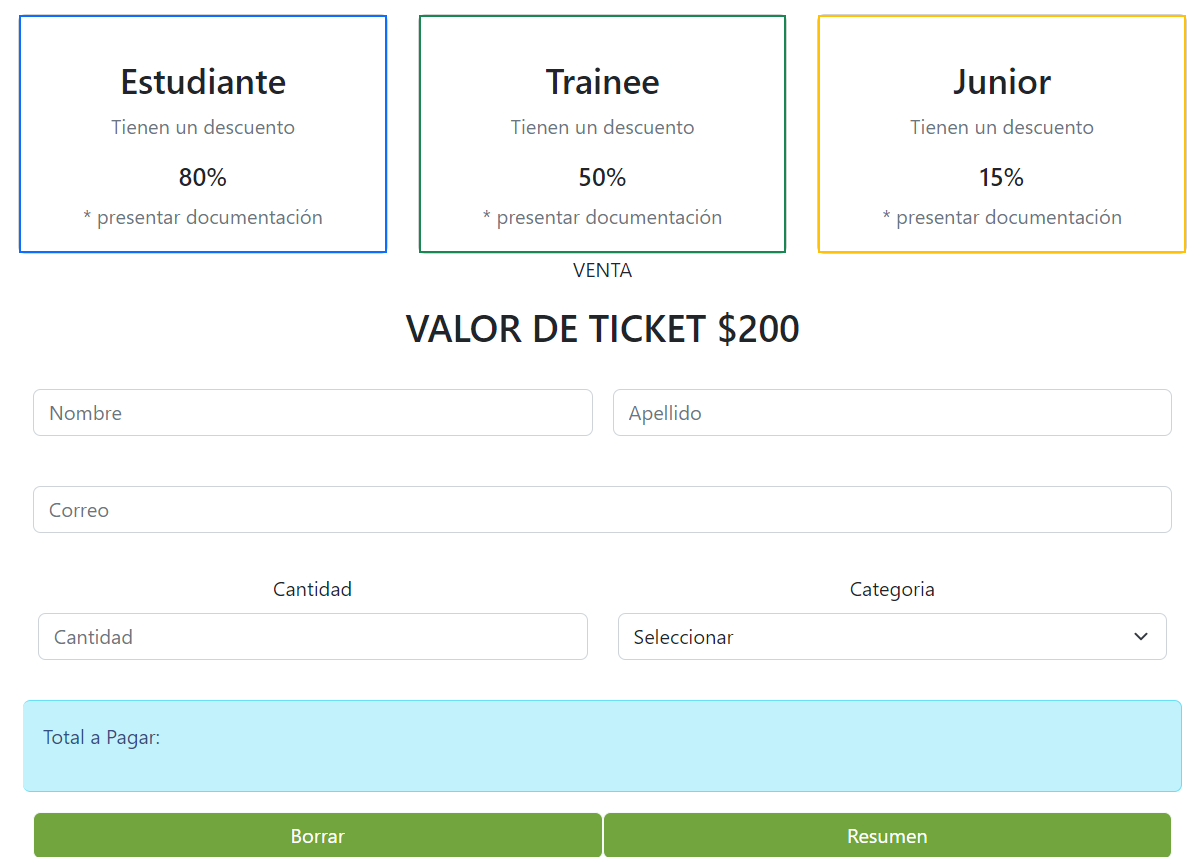 Estudiante
Tienen un descuento
80%
* presentar documentación
Trainee
Tienen un descuento
50%
* presentar documentación
Junior
Tienen un descuento
15%
* presentar documentación
VENTA
VALOR DE TICKET $200
Nombre
Apellido
Correo
Cantidad
Categoria
Cantidad
Seleccionar
Total a Pagar:
Borrar
Resumen